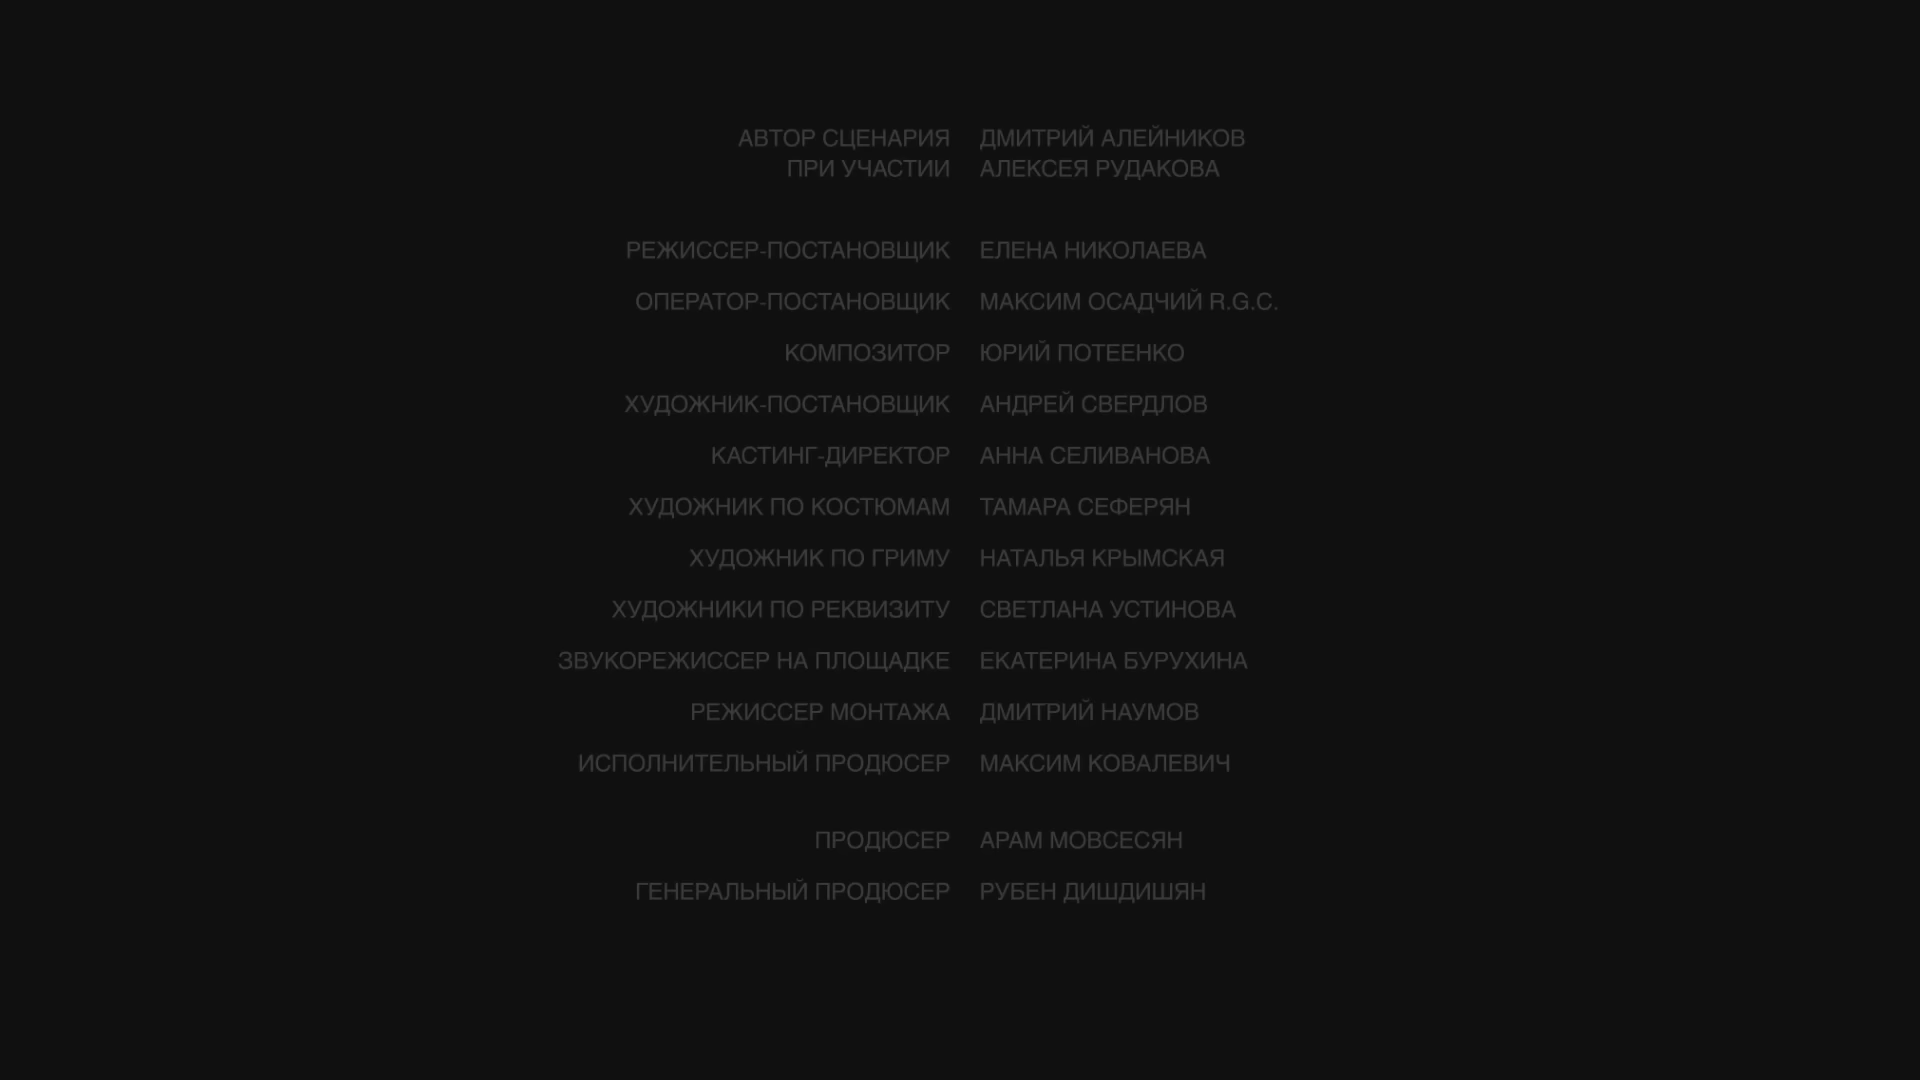 АВТОР СЦЕНАРИЯ ДМИТРИЙ АЛЕЙНИКОВ
ПРИ УЧАСТИИ АЛЕКСЕЯ РУДАКОВА
РЕЖИССЕР-ПОСТАНОВЩИК ЕЛЕНА НИКОЛАЕВА
ОПЕРАТОР-ПОСТАНОВЩИК МАКСИМ ОСАДЧИЙ R.G.C.
КОМПОЗИТОР ЮРИЙ ПОТЕЕНКО
ХУДОЖНИК-ПОСТАНОВЩИК АНДРЕЙ СВЕРДЛОВ
КАСТИНГ-ДИРЕКТОР АННА СЕЛИВАНОВА
ХУДОЖНИК ПО КОСТЮМАМ ТАМАРА СЕФЕРЯН
ХУДОЖНИК ПО ГРИМУ НАТАЛЬЯ КРЫМСКАЯ
ХУДОЖНИКИ ПО РЕКВИЗИТУ СВЕТЛАНА УСТИНОВА
ЗВУКОРЕЖИССЕР НА ПЛОЩАДКЕ ЕКАТЕРИНА БУРУХИНА
РЕЖИССЕР МОНТАЖА ДМИТРИЙ НАУМОВ
ИСПОЛНИТЕЛЬНЫЙ ПРОДЮСЕР МАКСИМ КОВАЛЕВИЧ
ПРОДЮСЕР АРАМ МОВСЕСЯН
ГЕНЕРАЛЬНЫЙ ПРОДЮСЕР РУБЕН ДИШДИШЯН